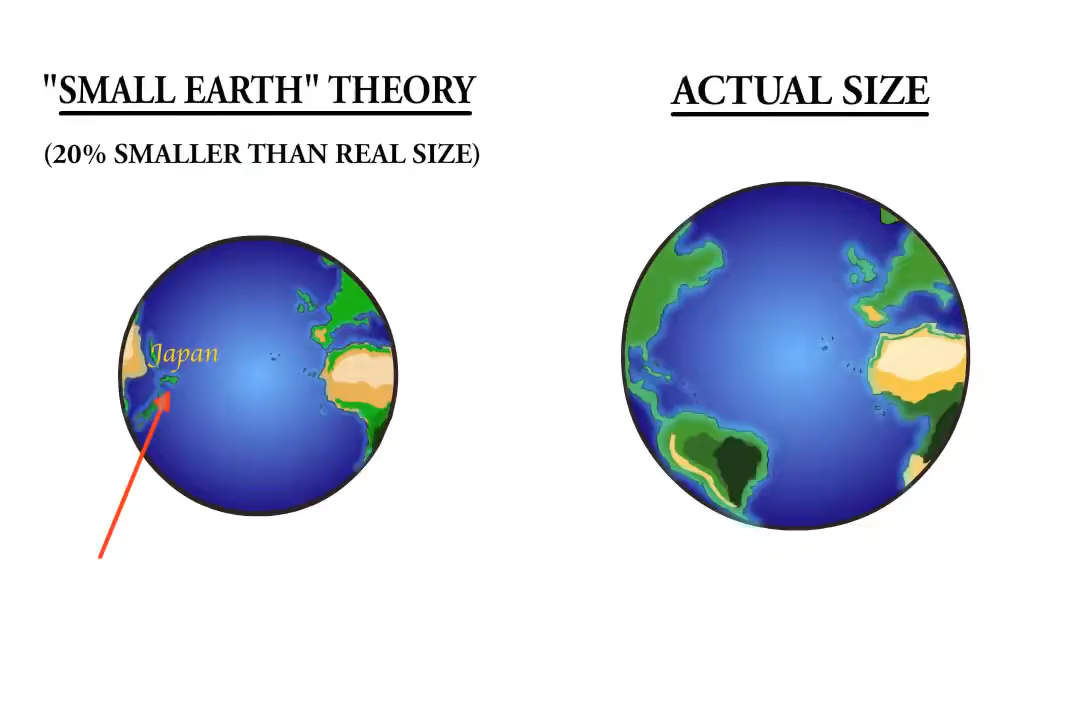 "SMALL EARTH" THEORY
(20% SMALLER THAN REAL SIZE)
Japan
ACTUAL SIZE